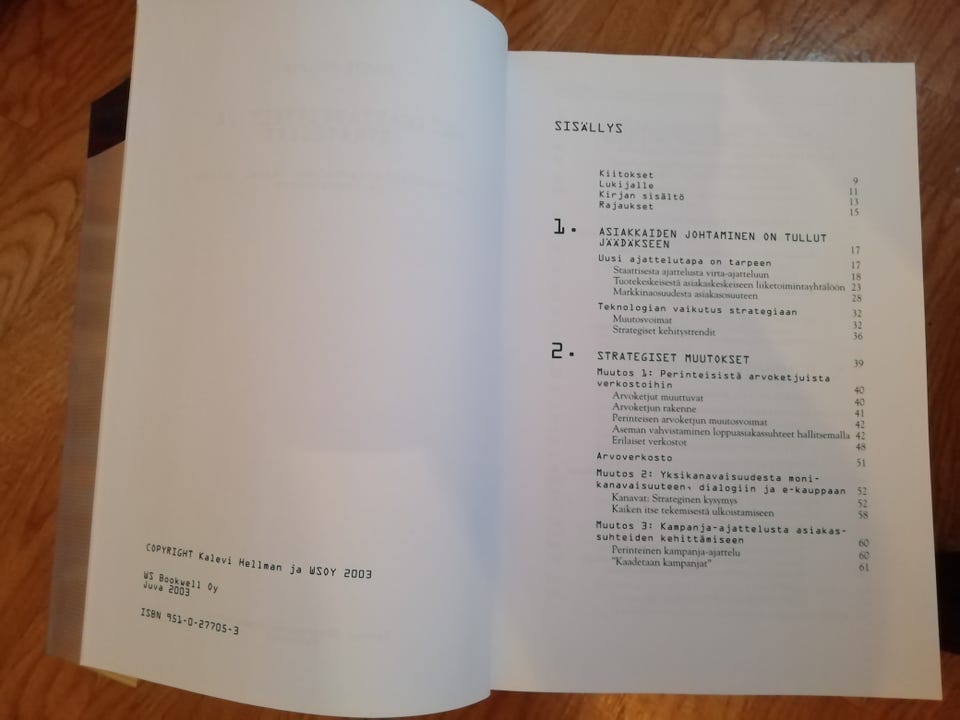 COPYRIGHT Kalevi Hellman ja WSOY 2003
WS Bookwell Oy
Juva 2003
ISBN 951-0-27705-3
SISÄLLYS
Kiitokset 9
Lukijalle 11
Kirjan sisältö 13
Rajaukset 15
1. ASIAKKAIDEN JOHTAMINEN ON TULLUT
JÄÄDÄKSEEN 17
Uusi ajattelutapa on tarpeen 17
Staattisesta ajattelusta virta-ajatteluun 18
Tuotekeskeisestä asiakaskeskeiseen liiketoimintayhtälöön 23
Markkinaosuudesta asiakasosuuteen 28
Teknologian vaikutus strategiaan 32
Muutosvoimat 32
Strategiset kehitystrendit 36
2. STRATEGISET MUUTOKSET 39
Muutos 1: Perinteisistä arvoketjuista
verkostoihin 40
Arvoketjut muuttuvat 40
Arvoketjun rakenne 41
Perinteisen arvoketjun muutosvoimat 42
Aseman vahvistaminen loppuasiakassuhteet hallitsemalla 42
Erilaiset verkostot 48
Arvoverkosto 51
Muutos 2: Yksikanavaisuudesta moni-
kanavaisuuteen, dialogiin ja e-kauppaan 52
Kanavat: Strateginen kysymys 52
Kaiken itse tekemisestä ulkoistamiseen 58
Muutos 3: Kampanja-ajattelusta asiakas-
suhteiden kehittämiseen 60
Perinteinen kampanja-ajattelu 60
"Kaadetaan kampanjat" 61